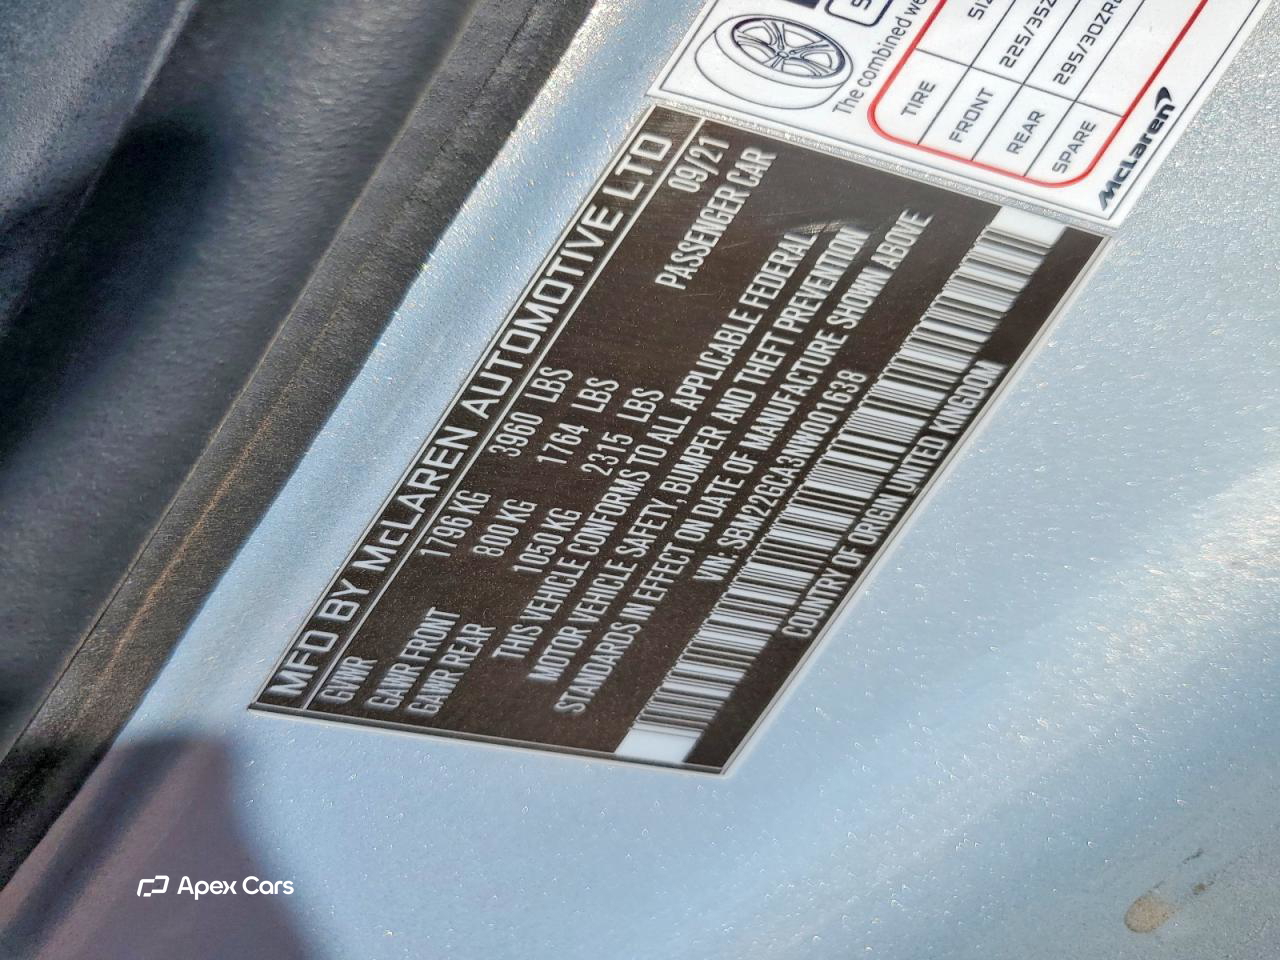 The combined we
TIRE SIZ
FRONT 225/35Z
REAR 295/30ZR
SPARE
McLaren
MFD BY McLAREN AUTOMOTIVE LTD
GVWR 1796 KG 3960 LBS 09/21
GAWR FRONT 800 KG 1764 LBS PASSENGER CAR
GAWR REAR 1050 KG 2315 LBS
THIS VEHICLE CONFORMS TO ALL APPLICABLE FEDERAL
MOTOR VEHICLE SAFETY, BUMPER AND THEFT PREVENTION
STANDARDS IN EFFECT ON DATE OF MANUFACTURE SHOWN ABOVE
VIN: SBM22GCA3NW001638
COUNTRY OF ORIGIN UNITED KINGDOM
Apex Cars